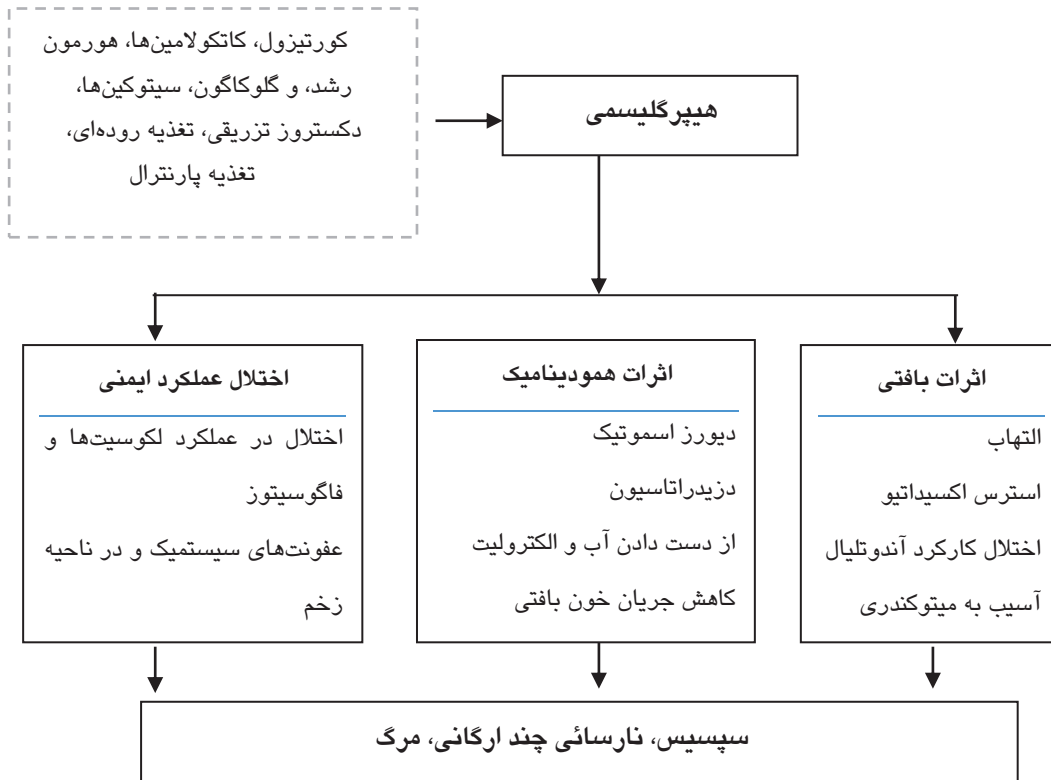 کورتیزول، کاتکولامین‌ها، هورمون
رشد، و گلوکاگون، سیتوکین‌ها،
دکستروز تزریقی، تغذیه روده‌ای،
تغذیه پارنترال
هیپرگلیسمی
اثرات بافتی
التهاب
استرس اکسیداتیو
اختلال کارکرد آندوتلیال
آسیب به میتوکندری
اثرات همودینامیک
دیورز اسموتیک
دزیدراتاسیون
از دست دادن آب و الکترولیت
کاهش جریان خون بافتی
اختلال عملکرد ایمنی
اختلال در عملکرد لکوسیت‌ها و
فاگوسیتوز
عفونت‌های سیستمیک و در ناحیه
زخم
سپسیس، نارسائی چند ارگانی، مرگ